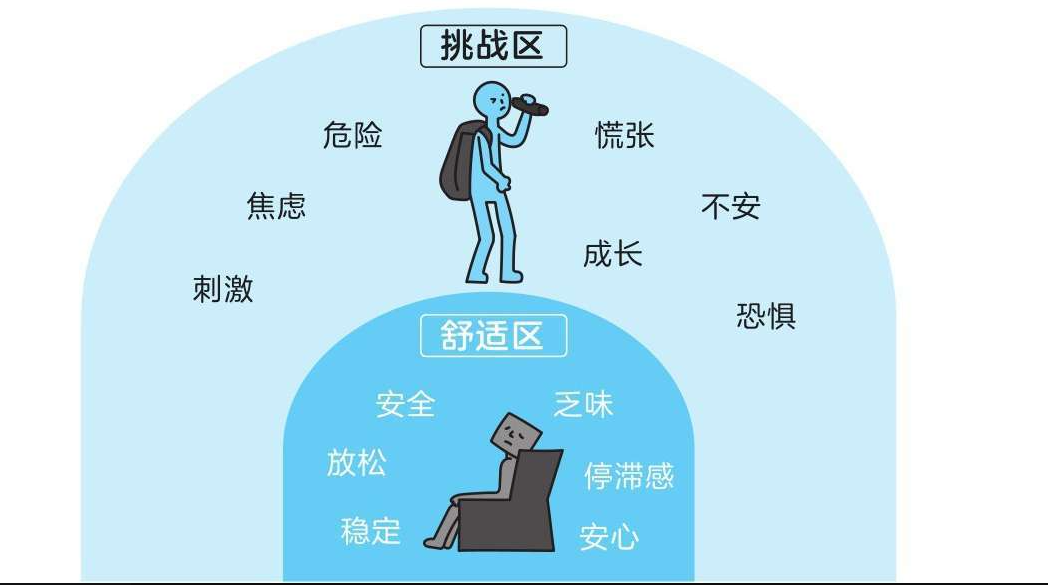 挑战区
危险
慌张
焦虑
不安
成长
刺激
恐惧
舒适区
安全
乏味
放松
停滞感
稳定
安心